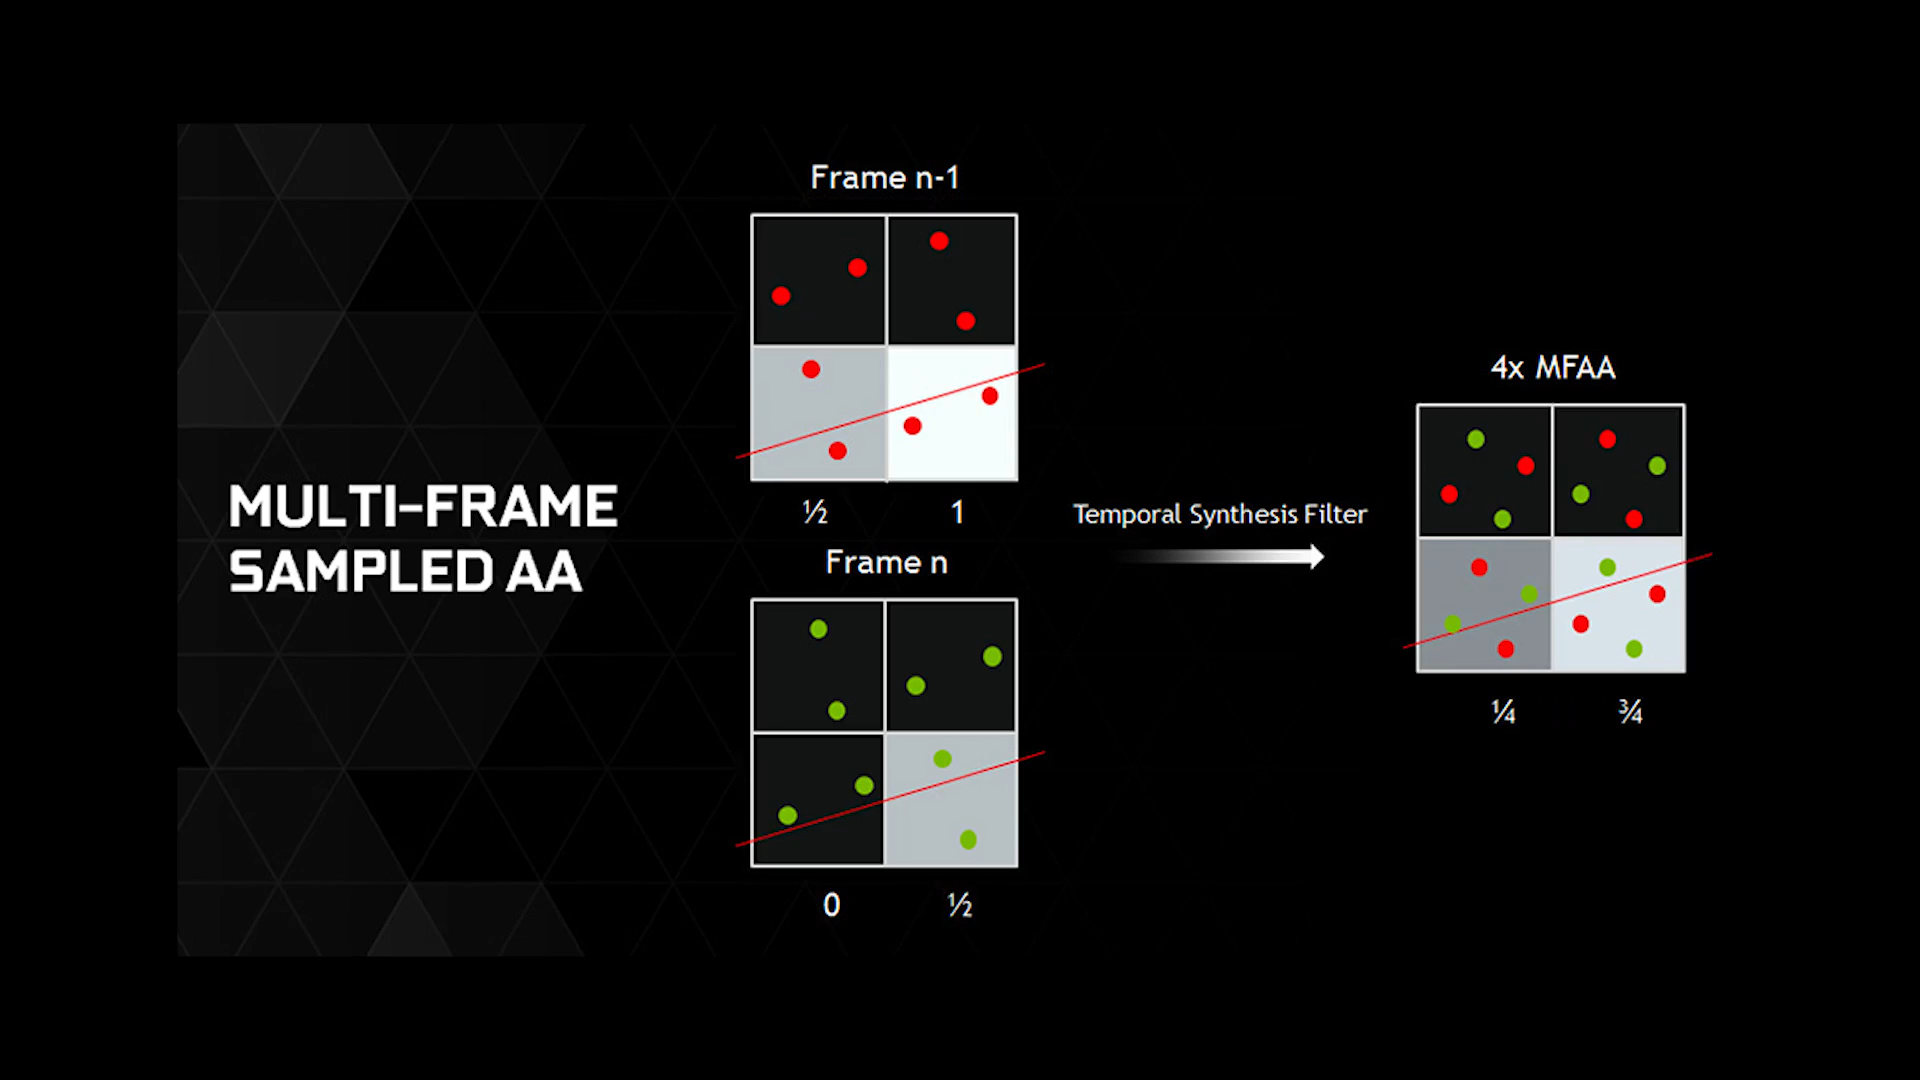 MULTI-FRAME
SAMPLED AA
Frame n-1
½ 1
Frame n
0 ½
Temporal Synthesis Filter
4x MFAA
¼ ¾